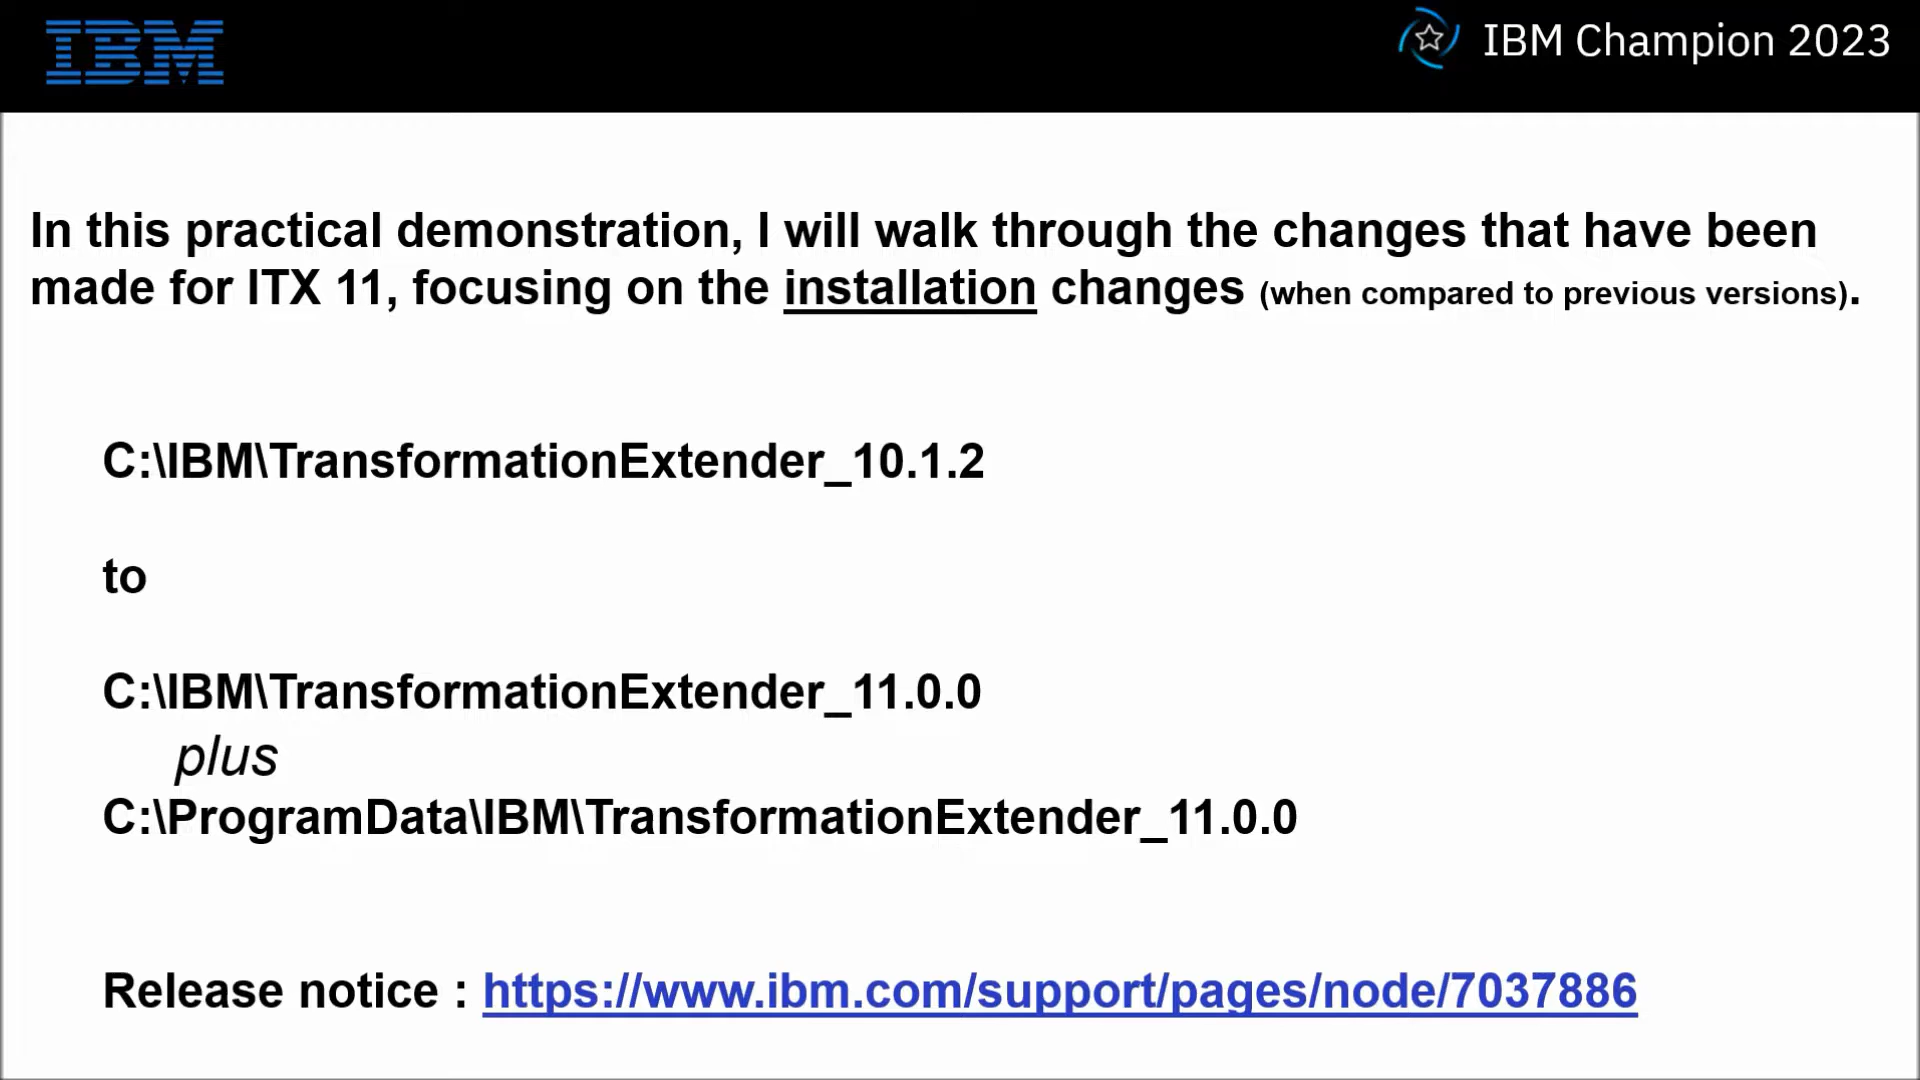 IBM
IBM Champion 2023
In this practical demonstration, I will walk through the changes that have been
made for ITX 11, focusing on the installation changes (when compared to previous versions).
C:\IBM\TransformationExtender_10.1.2
to
C:\IBM\TransformationExtender_11.0.0
plus
C:\ProgramData\IBM\TransformationExtender_11.0.0
Release notice : https://www.ibm.com/support/pages/node/7037886